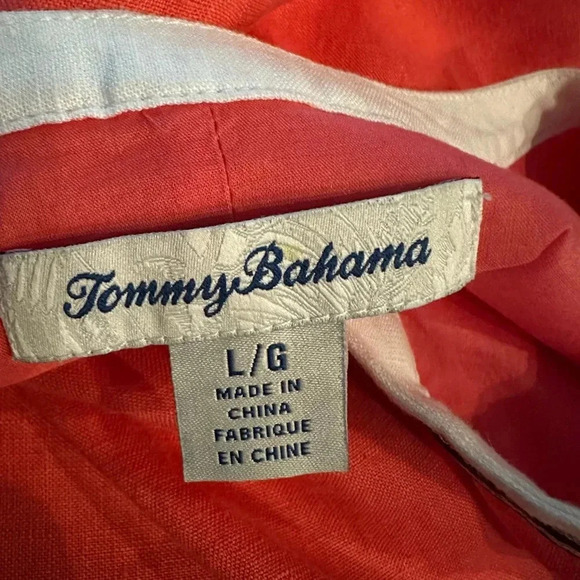 Tommy Bahama
L/G
MADE IN
CHINA
FABRIQUE
EN CHINE